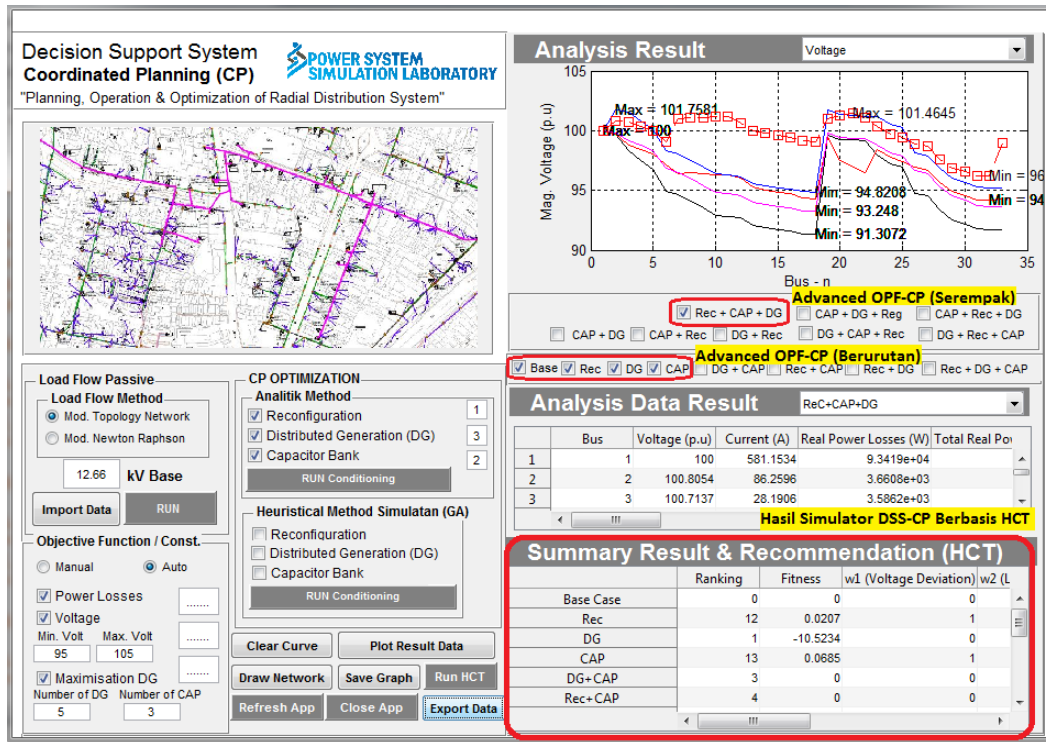 Decision Support System
Coordinated Planning (CP)
POWER SYSTEM
SIMULATION LABORATORY
"Planning, Operation & Optimization of Radial Distribution System"
Load Flow Passive
Load Flow Method
Mod. Topology Network
Mod. Newton Raphson
12.66 kV Base
Import Data RUN
Objective Function / Const.
Manual Auto
Power Losses .......
Voltage
Min. Volt Max. Volt .......
95 105
Maximisation DG .......
Number of DG Number of CAP
5 3
CP OPTIMIZATION
Analitik Method
Reconfiguration 1
Distributed Generation (DG) 3
Capacitor Bank 2
RUN Conditioning
Heuristical Method Simulatan (GA)
Reconfiguration
Distributed Generation (DG)
Capacitor Bank
RUN Conditioning
Clear Curve Plot Result Data
Draw Network Save Graph Run HCT
Refresh App Close App Export Data
Analysis Result Voltage
105
100
95
90
Mag. Voltage (p.u)
Max = 101.7581
Max = 101.4645
Max = 100
Min = 96
Min = 94.8208
Min = 94
Min = 93.248
Min = 91.3072
0 5 10 15 20 25 30 35
Bus - n
Advanced OPF-CP (Serempak)
Rec + CAP + DG CAP + DG + Reg CAP + Rec + DG
CAP + DG CAP + Rec DG + Rec DG + CAP + Rec DG + Rec + CAP
Advanced OPF-CP (Berurutan)
Base Rec DG CAP DG + CAP Rec + CAP Rec + DG Rec + DG + CAP
Analysis Data Result ReC+CAP+DG
Bus Voltage (p.u) Current (A) Real Power Losses (W) Total Real Pov
1 1 100 581.1534 9.3419e+04
2 2 100.8054 86.2596 3.6608e+03
3 3 100.7137 28.1906 3.5862e+03
Hasil Simulator DSS-CP Berbasis HCT
Summary Result & Recommendation (HCT)
Ranking Fitness w1 (Voltage Deviation) w2 (L
Base Case 0 0 0
Rec 12 0.0207 1
DG 1 -10.5234 0
CAP 13 0.0685 1
DG+CAP 3 0 0
Rec+CAP 4 0 0